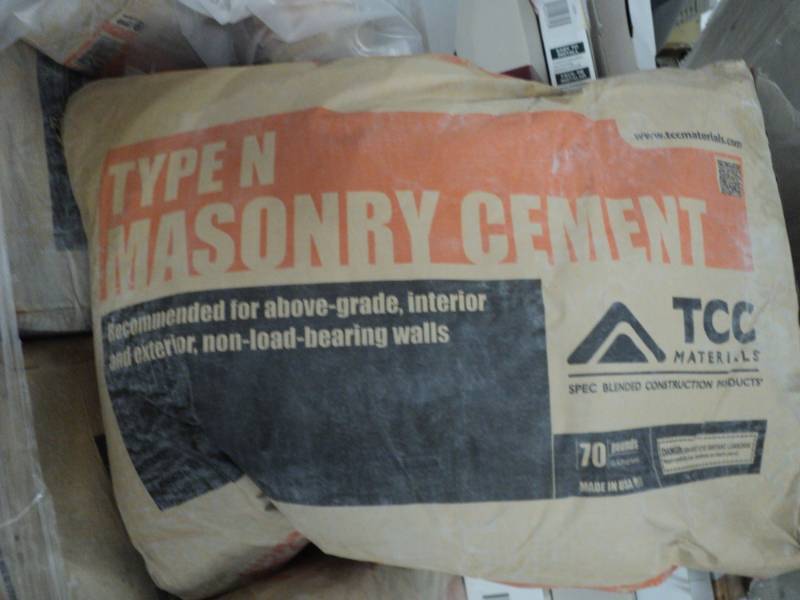 www.tccmaterials.com
TYPE N
MASONRY CEMENT
Recommended for above-grade, interior
and exterior, non-load-bearing walls
TCC
MATERIALS
SPEC BLENDED CONSTRUCTION PRODUCTS
70 pounds
DANGER
MADE IN USA